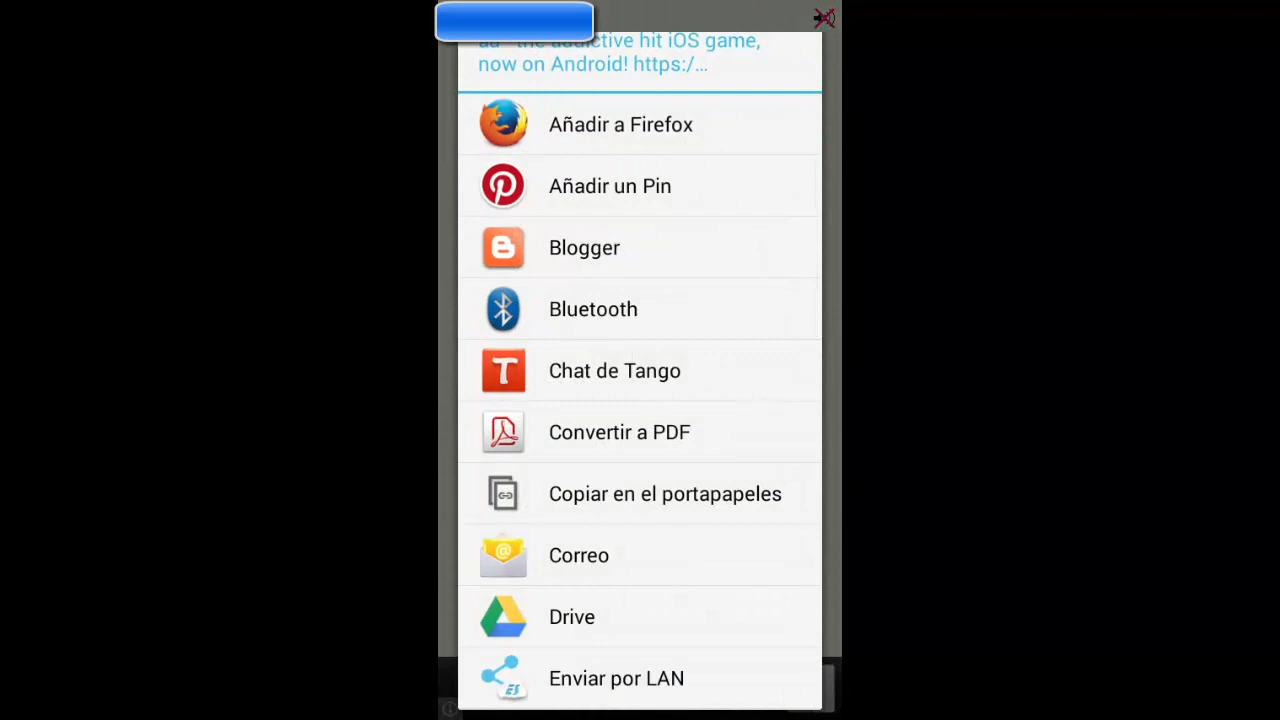 aa - the addictive hit iOS game,
now on Android! https:/...
Añadir a Firefox
Añadir un Pin
Blogger
Bluetooth
Chat de Tango
Convertir a PDF
Copiar en el portapapeles
Correo
Drive
Enviar por LAN